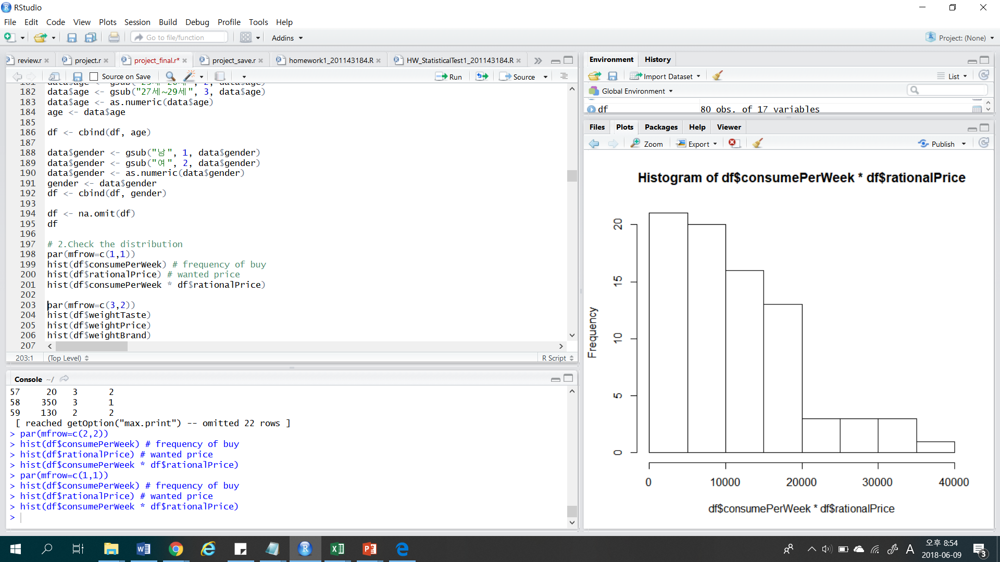 RStudio
File Edit Code View Plots Session Build Debug Profile Tools Help
Go to file/function Addins Project: (None)
review.r project.r project_final.r* project_save.r homework1_201143184.R HW_StatisticalTest1_201143184.R
Source on Save Run Source
182 data$age <- gsub("27세~29세", 3, data$age)
183 data$age <- as.numeric(data$age)
184 age <- data$age
185
186 df <- cbind(df, age)
187
188 data$gender <- gsub("남", 1, data$gender)
189 data$gender <- gsub("여", 2, data$gender)
190 data$gender <- as.numeric(data$gender)
191 gender <- data$gender
192 df <- cbind(df, gender)
193
194 df <- na.omit(df)
195 df
196
197 # 2.Check the distribution
198 par(mfrow=c(1,1))
199 hist(df$consumePerWeek) # frequency of buy
200 hist(df$rationalPrice) # wanted price
201 hist(df$consumePerWeek * df$rationalPrice)
202
203 par(mfrow=c(3,2))
204 hist(df$weightTaste)
205 hist(df$weightPrice)
206 hist(df$weightBrand)
207
203:1 (Top Level) R Script
Console ~/
57 20 3 2
58 350 3 1
59 130 2 2
[ reached getOption("max.print") -- omitted 22 rows ]
> par(mfrow=c(2,2))
> hist(df$consumePerWeek) # frequency of buy
> hist(df$rationalPrice) # wanted price
> hist(df$consumePerWeek * df$rationalPrice)
> par(mfrow=c(1,1))
> hist(df$consumePerWeek) # frequency of buy
> hist(df$rationalPrice) # wanted price
> hist(df$consumePerWeek * df$rationalPrice)
>
Environment History
Import Dataset List
Global Environment
df 80 obs. of 17 variables
Files Plots Packages Help Viewer
Zoom Export Publish
Histogram of df$consumePerWeek * df$rationalPrice
Frequency
20
15
10
5
0
0 10000 20000 30000 40000
df$consumePerWeek * df$rationalPrice
A
오후 8:54
2018-06-09
3